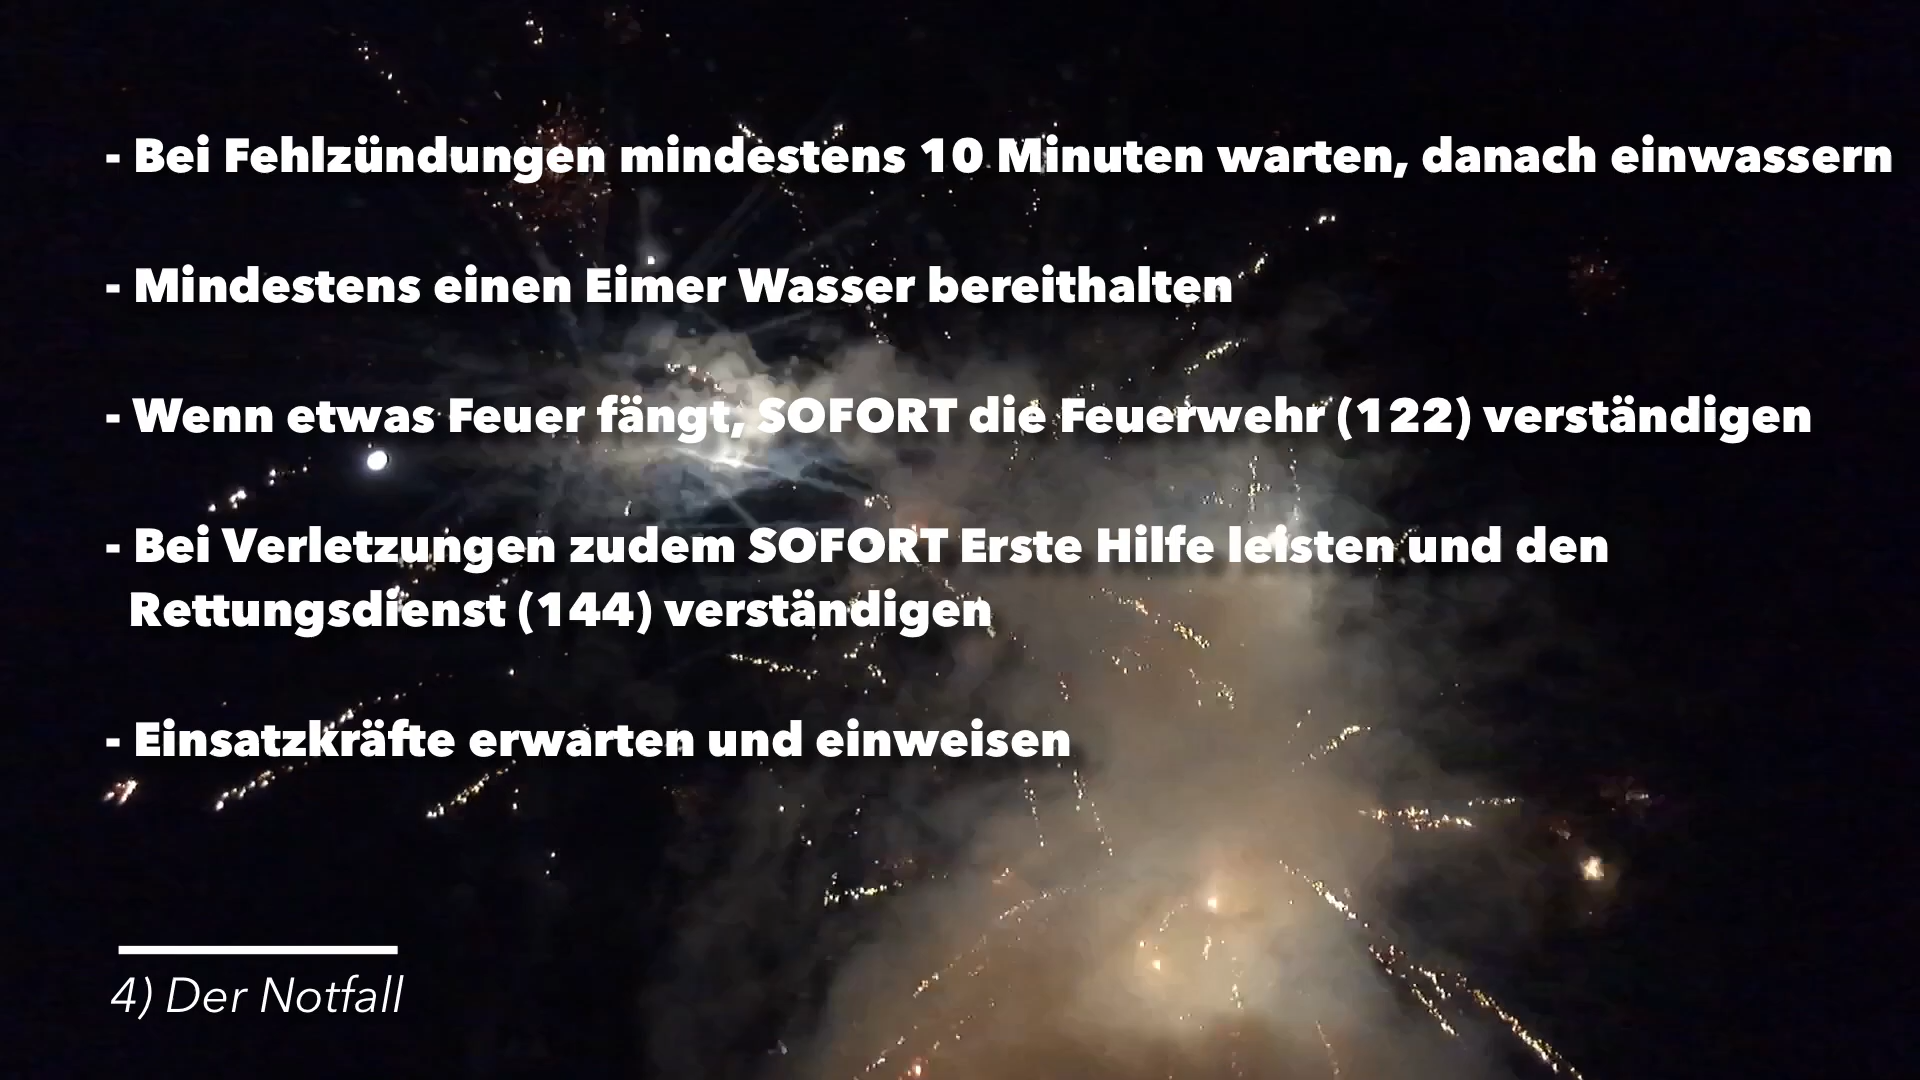 - Bei Fehlzündungen mindestens 10 Minuten warten, danach einwassern
- Mindestens einen Eimer Wasser bereithalten
- Wenn etwas Feuer fängt, SOFORT die Feuerwehr (122) verständigen
- Bei Verletzungen zudem SOFORT Erste Hilfe leisten und den
Rettungsdienst (144) verständigen
- Einsatzkräfte erwarten und einweisen
4) Der Notfall